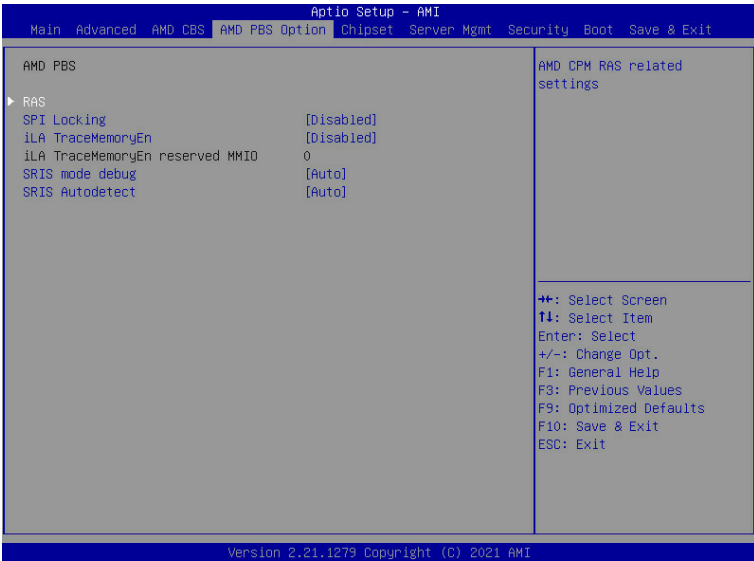 Aptio Setup – AMI
Main Advanced AMD CBS AMD PBS Option Chipset Server Mgmt Security Boot Save & Exit
AMD PBS
RAS
SPI Locking [Disabled]
iLA TraceMemoryEn [Disabled]
iLA TraceMemoryEn reserved MMIO 0
SRIS mode debug [Auto]
SRIS Autodetect [Auto]
AMD CPM RAS related
settings
→←: Select Screen
↑↓: Select Item
Enter: Select
+/-: Change Opt.
F1: General Help
F3: Previous Values
F9: Optimized Defaults
F10: Save & Exit
ESC: Exit
Version 2.21.1279 Copyright (C) 2021 AMI